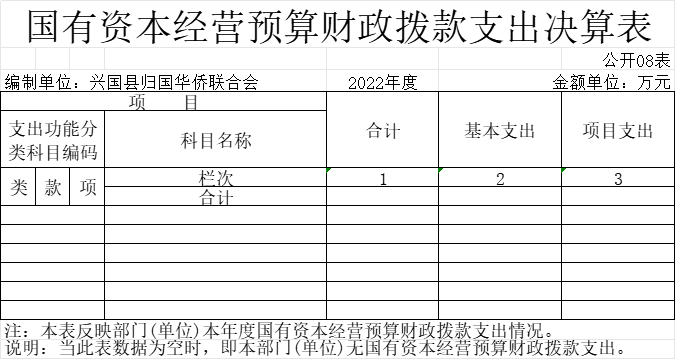 国有资本经营预算财政拨款支出决算表
公开08表
编制单位：兴国县归国华侨联合会 2022年度 金额单位：万元
项 目 合计 基本支出 项目支出
支出功能分类科目编码 科目名称
类 款 项 栏次 1 2 3
合计
注：本表反映部门(单位)本年度国有资本经营预算财政拨款支出情况。
说明：当此表数据为空时，即本部门(单位)无国有资本经营预算财政拨款支出。